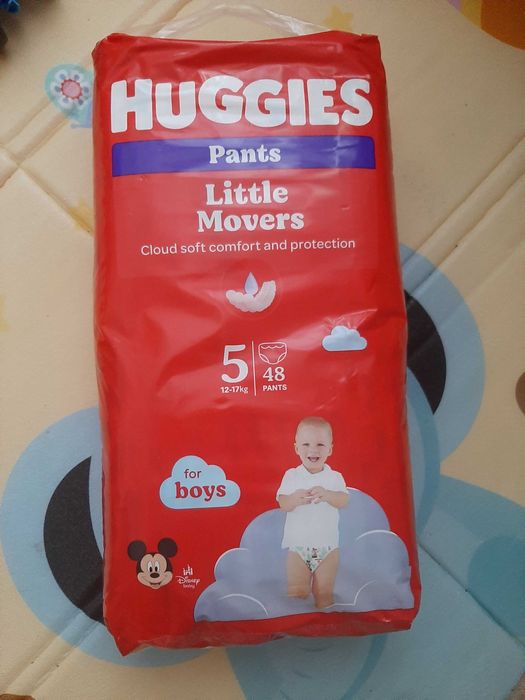 HUGGIES
Pants
Little
Movers
Cloud soft comfort and protection
5
12-17kg
48
PANTS
for
boys
Disney
baby